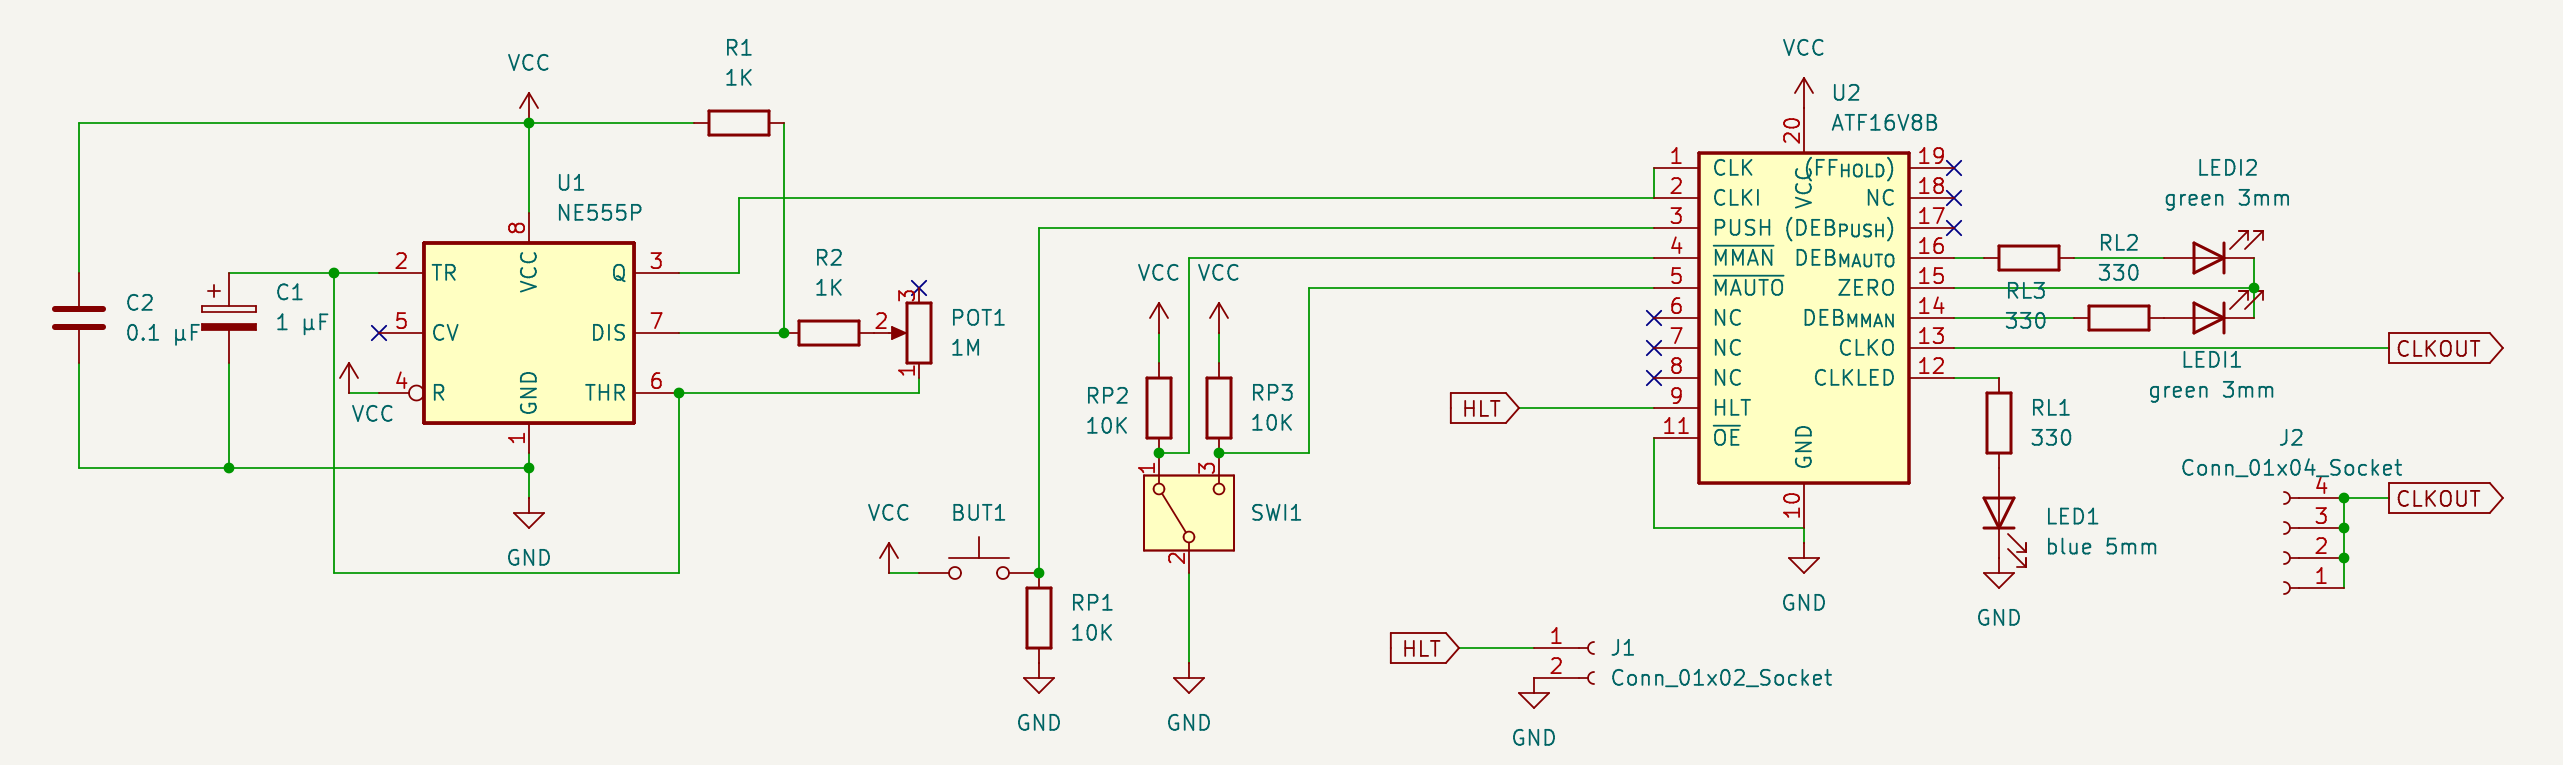 R1
1K
VCC
C2
0.1 µF
C1
1 µF
+
U1
NE555P
8
VCC
2
TR
Q
3
5
CV
DIS
7
4
R
THR
6
VCC
GND
1
GND
R2
1K
3
2
1
POT1
1M
VCC
BUT1
RP1
10K
GND
VCC
VCC
RP2
10K
RP3
10K
1
3
SWI1
2
GND
VCC
U2
ATF16V8B
20
VCC
1
CLK
2
CLKI
3
PUSH
4
MMAN
5
MAUTO
6
NC
7
NC
8
NC
9
HLT
11
OE
(FFHOLD)
19
NC
18
(DEBPUSH)
17
DEBMAUTO
16
ZERO
15
DEBMMAN
14
CLKO
13
CLKLED
12
GND
10
GND
HLT
HLT
1
2
J1
Conn_01x02_Socket
GND
RL2
330
RL3
330
LEDI2
green 3mm
LEDI1
green 3mm
CLKOUT
RL1
330
LED1
blue 5mm
GND
J2
Conn_01x04_Socket
4
3
2
1
CLKOUT